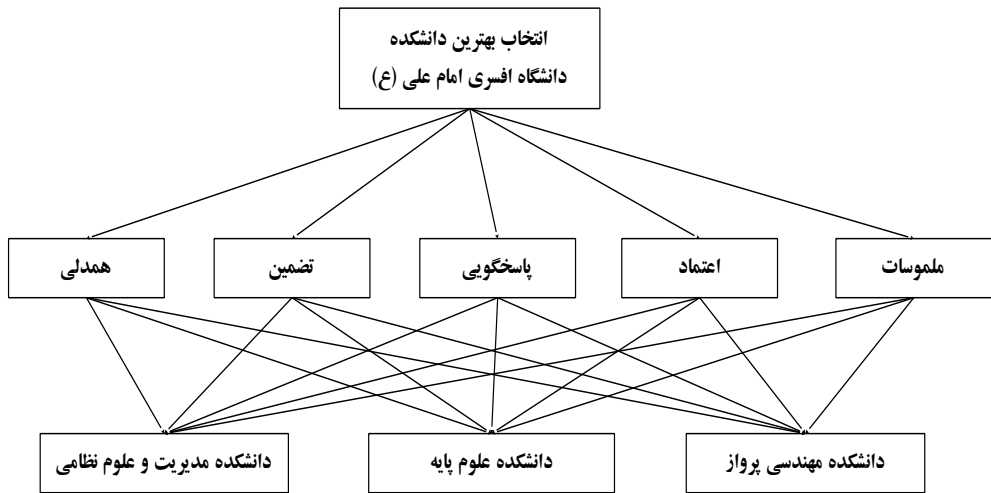 انتخاب بهترین دانشکده
دانشگاه افسری امام علی (ع)
ملموسات
اعتماد
پاسخگویی
تضمین
همدلی
دانشکده مهندسی پرواز
دانشکده علوم پایه
دانشکده مدیریت و علوم نظامی